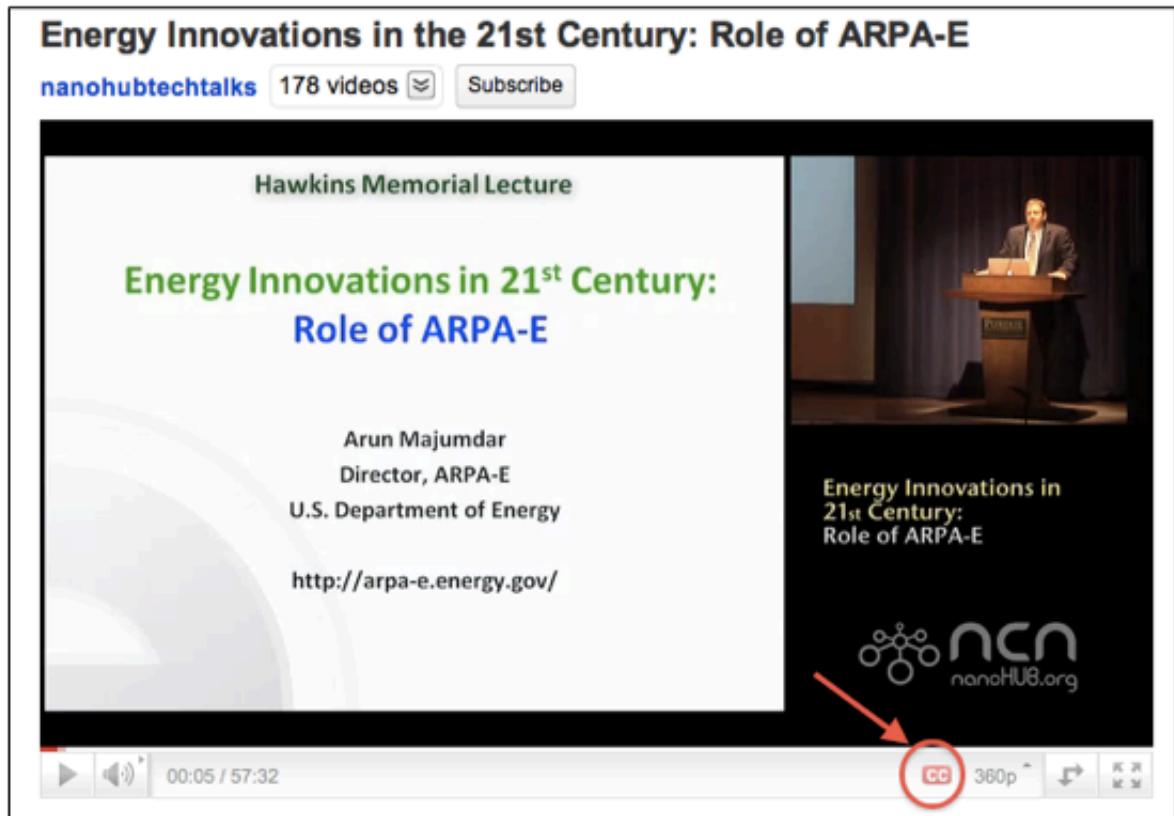 Energy Innovations in the 21st Century: Role of ARPA-E
nanohubtechtalks 178 videos Subscribe
Hawkins Memorial Lecture
Energy Innovations in 21st Century:
Role of ARPA-E
Arun Majumdar
Director, ARPA-E
U.S. Department of Energy
http://arpa-e.energy.gov/
PURDUE
Energy Innovations in
21st Century:
Role of ARPA-E
ncn
nanoHUB.org
00:05 / 57:32 CC 360p